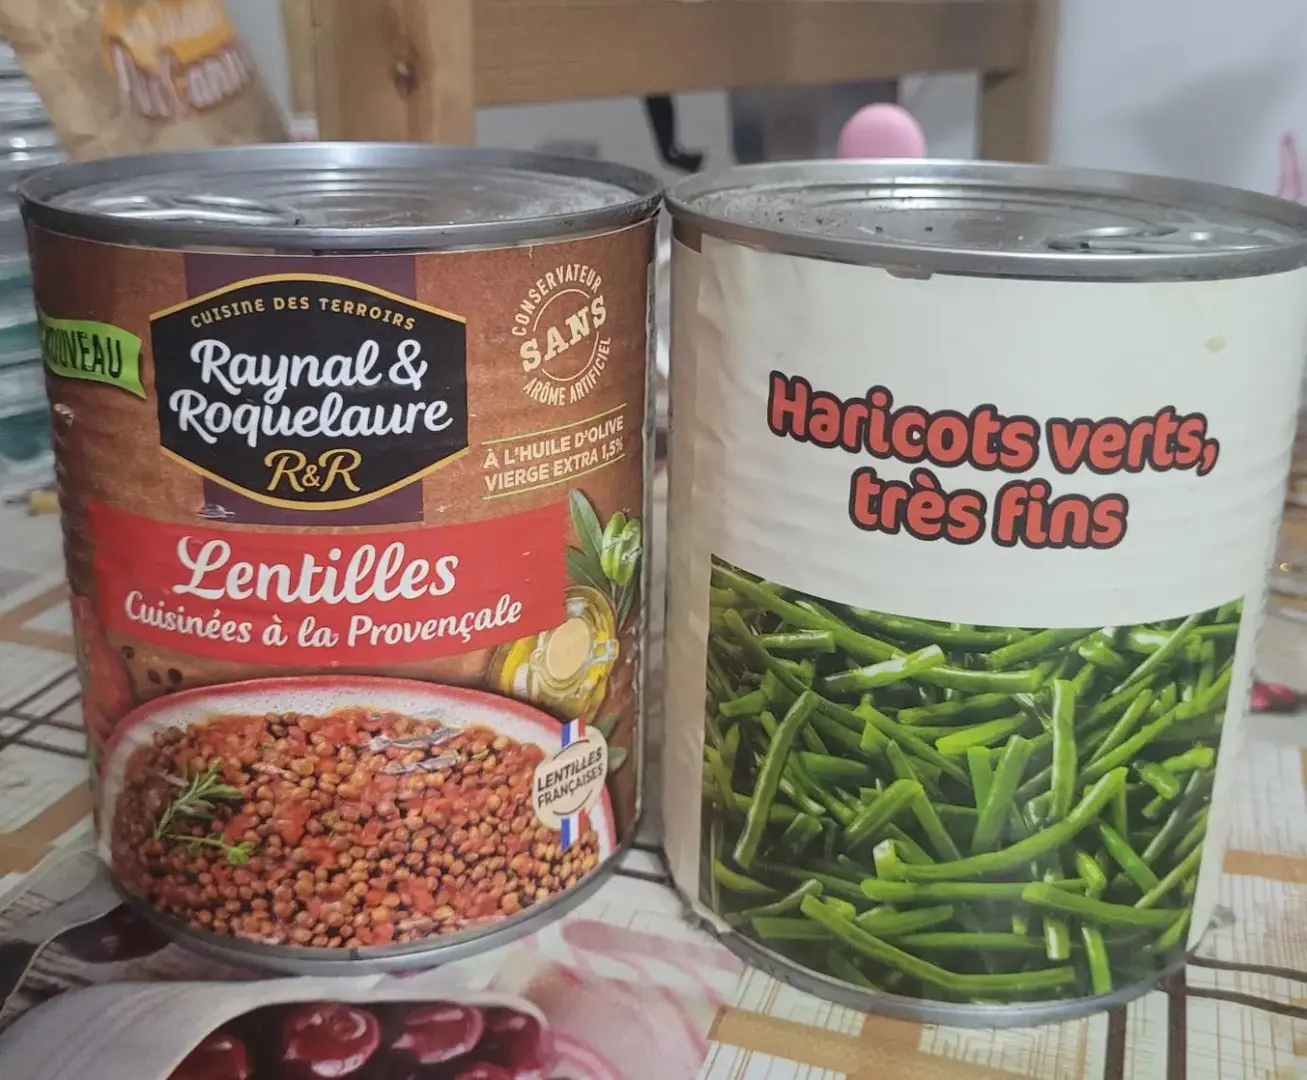 CUISINE DES TERROIRS
Raynal &
Roquelaure
R&R
CONSERVATEUR
SANS
ARÔME ARTIFICIEL
À L'HUILE D'OLIVE
VIERGE EXTRA 1,5%
Lentilles
Cuisinées à la Provençale
LENTILLES
FRANÇAISES
Haricots verts,
très fins